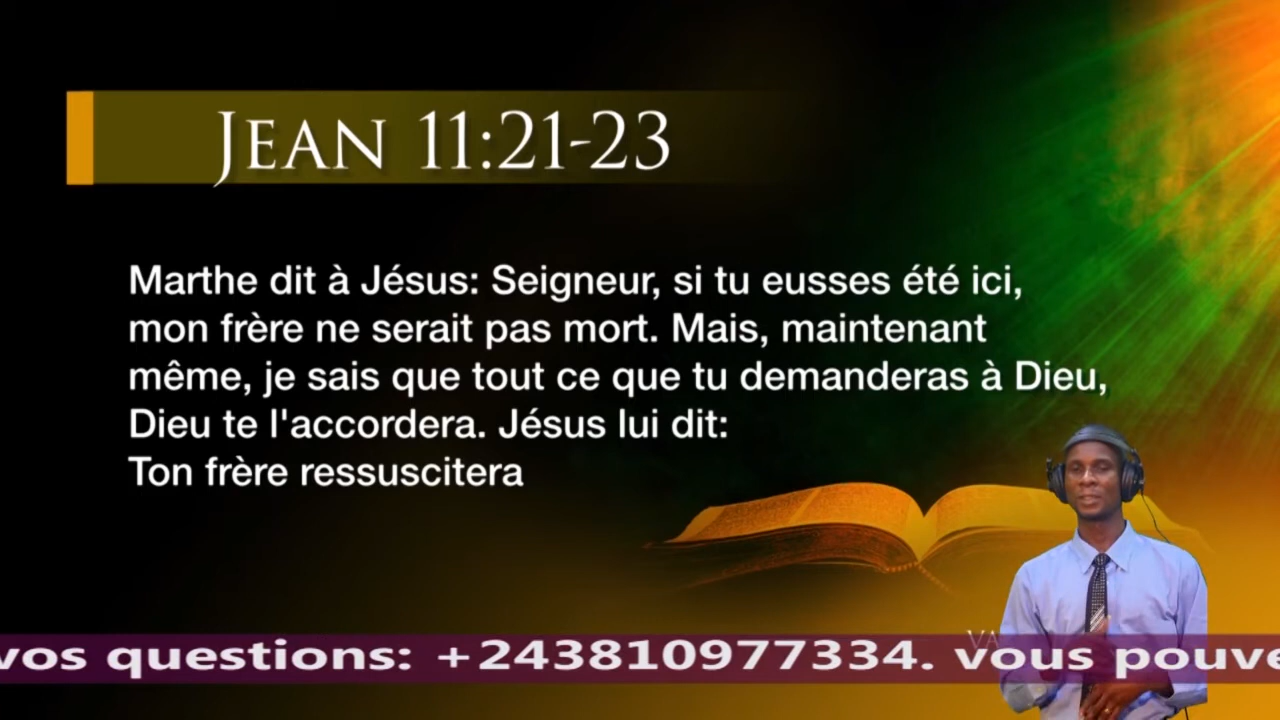 JEAN 11:21-23
Marthe dit à Jésus: Seigneur, si tu eusses été ici,
mon frère ne serait pas mort. Mais, maintenant
même, je sais que tout ce que tu demanderas à Dieu,
Dieu te l'accordera. Jésus lui dit:
Ton frère ressuscitera
vos questions: +243810977334. vous pouve